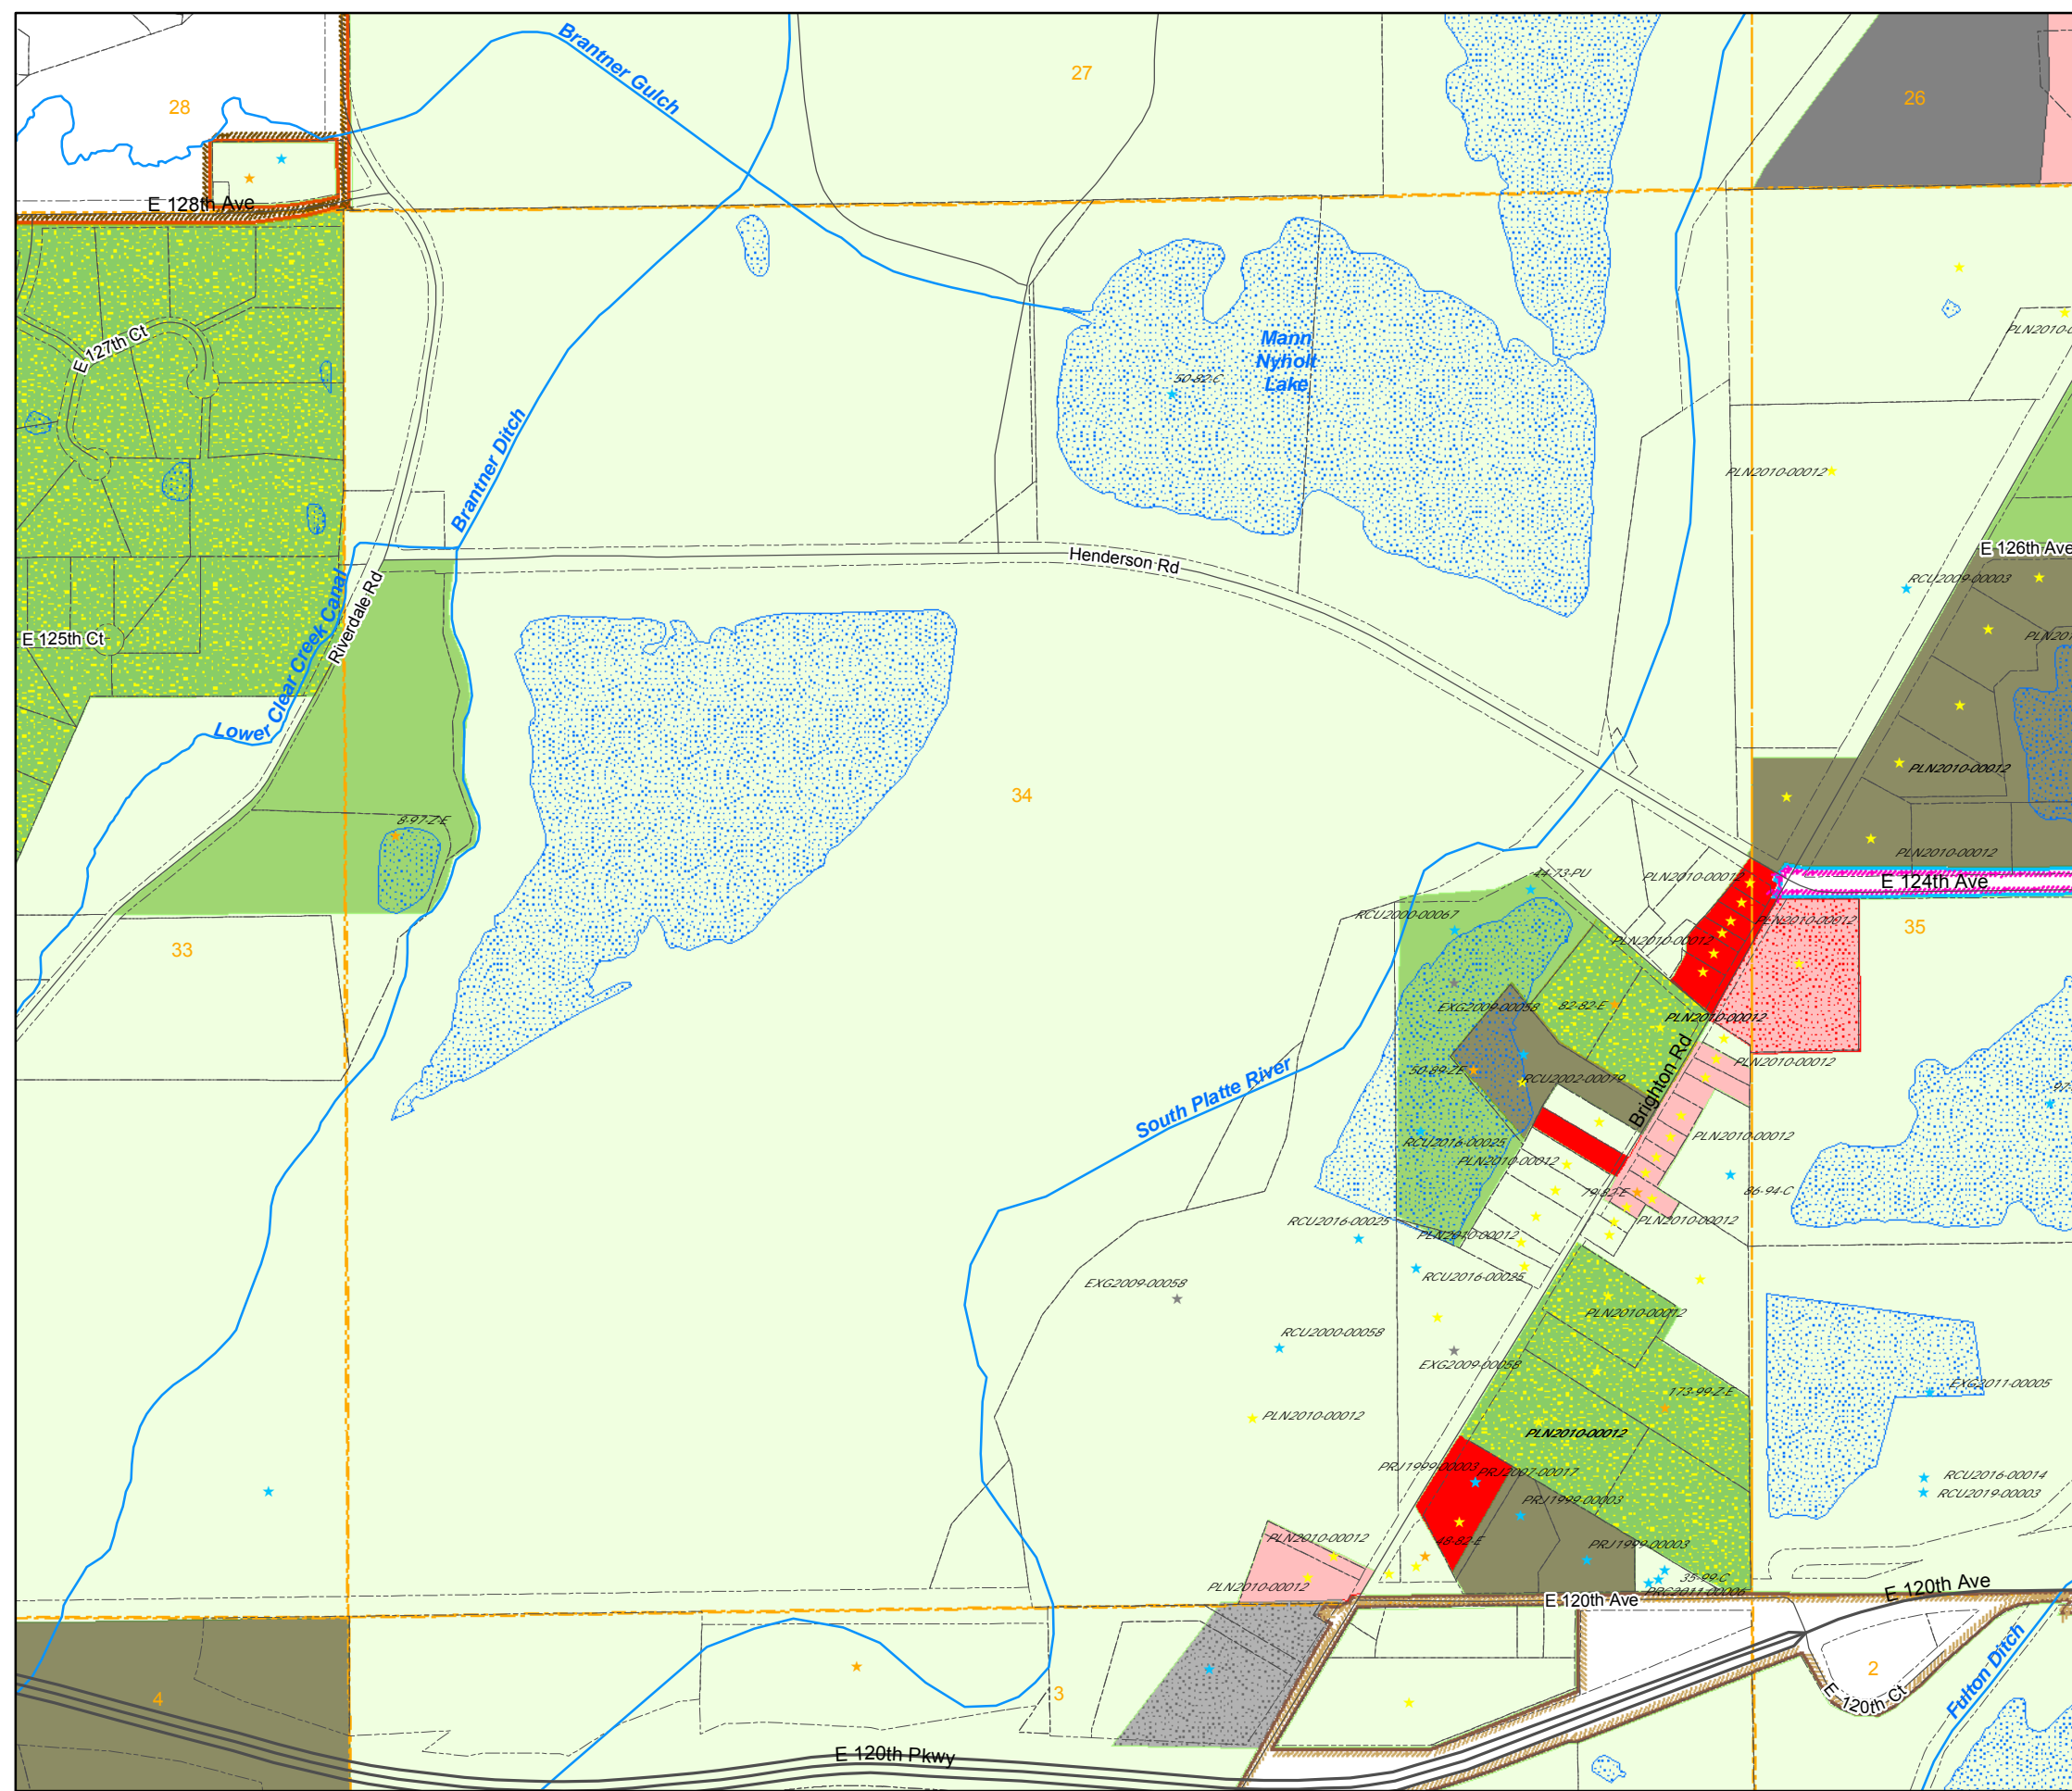 27
Brantner Gulch
26
28
E 128th Ave
PLN2010-
E 127th Ct
Mann
Nyholt
Lake
50-82-C
PLN2010-00012
Brantner Ditch
E 126th Ave
Henderson Rd
RCU2009-00003
Lower Clear Creek Canal
Riverdale Rd
E 125th Ct
PLN201
PLN2010-00012
34
8-97-Z-E
PLN2010-00012
44-73-PU
PLN2010-00012
E 124th Ave
RCU2000-00067
PLN2010-00012
35
PLN2010-00012
33
EXG2009-00058
82-82-E
PLN2010-00012
PLN2010-00012
50-89-ZE
RCU2002-00079
Brighton Rd
97-
South Platte River
RCU2016-00025
PLN2010-00012
PLN2010-00012
79-82-E
86-94-C
RCU2016-00025
PLN2010-00012
PLN2010-00012
RCU2016-00025
EXG2009-00058
PLN2010-00012
RCU2000-00058
EXG2009-00058
173-99-Z-E
EXG2011-00005
PLN2010-00012
PLN2010-00012
PRJ1999-00003
PRJ2007-00017
RCU2016-00014
RCU2019-00003
PRJ1999-00003
PLN2010-00012
48-82-E
PRJ1999-00003
35-99-C
PLN2010-00012
PRC2011-00006
E 120th Ave
E 120th Ave
2
4
3
E 120th Ct
Fulton Ditch
E 120th Pkwy